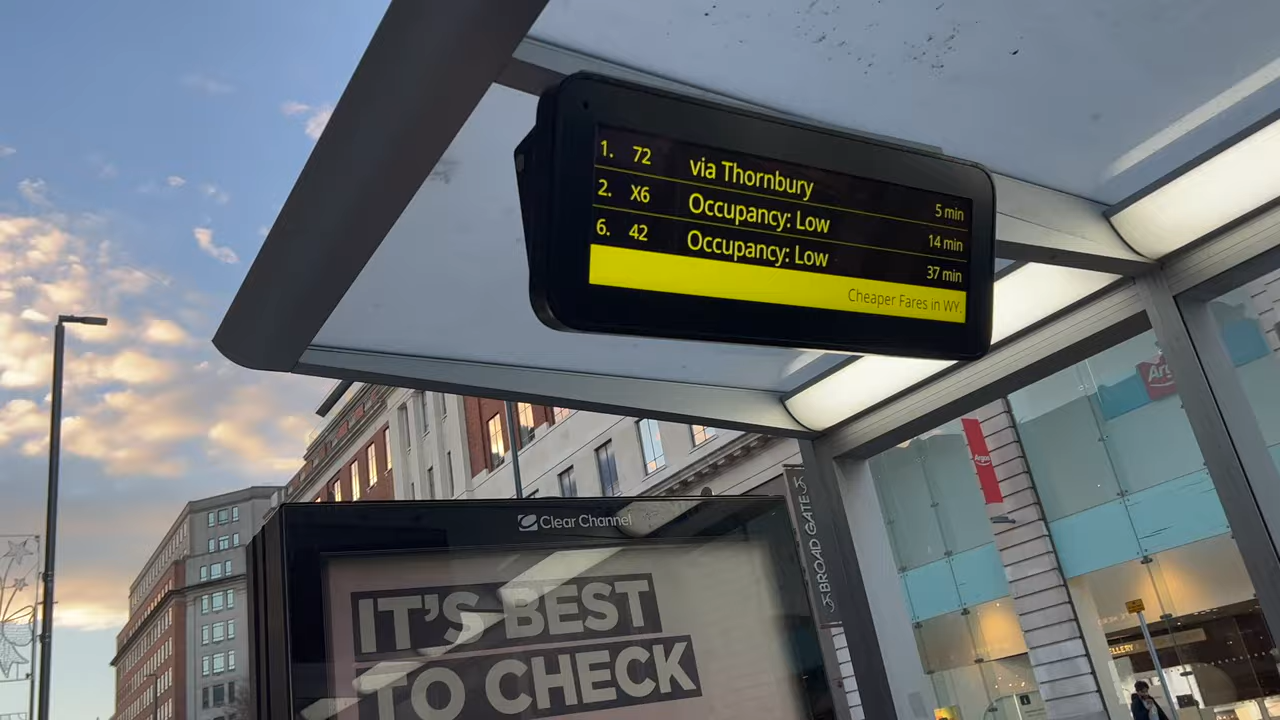 1. 72 via Thornbury 5 min
2. X6 Occupancy: Low 14 min
6. 42 Occupancy: Low 37 min
Cheaper Fares in WY.
Clear Channel
IT'S BEST
TO CHECK
BROAD GATE
Argos